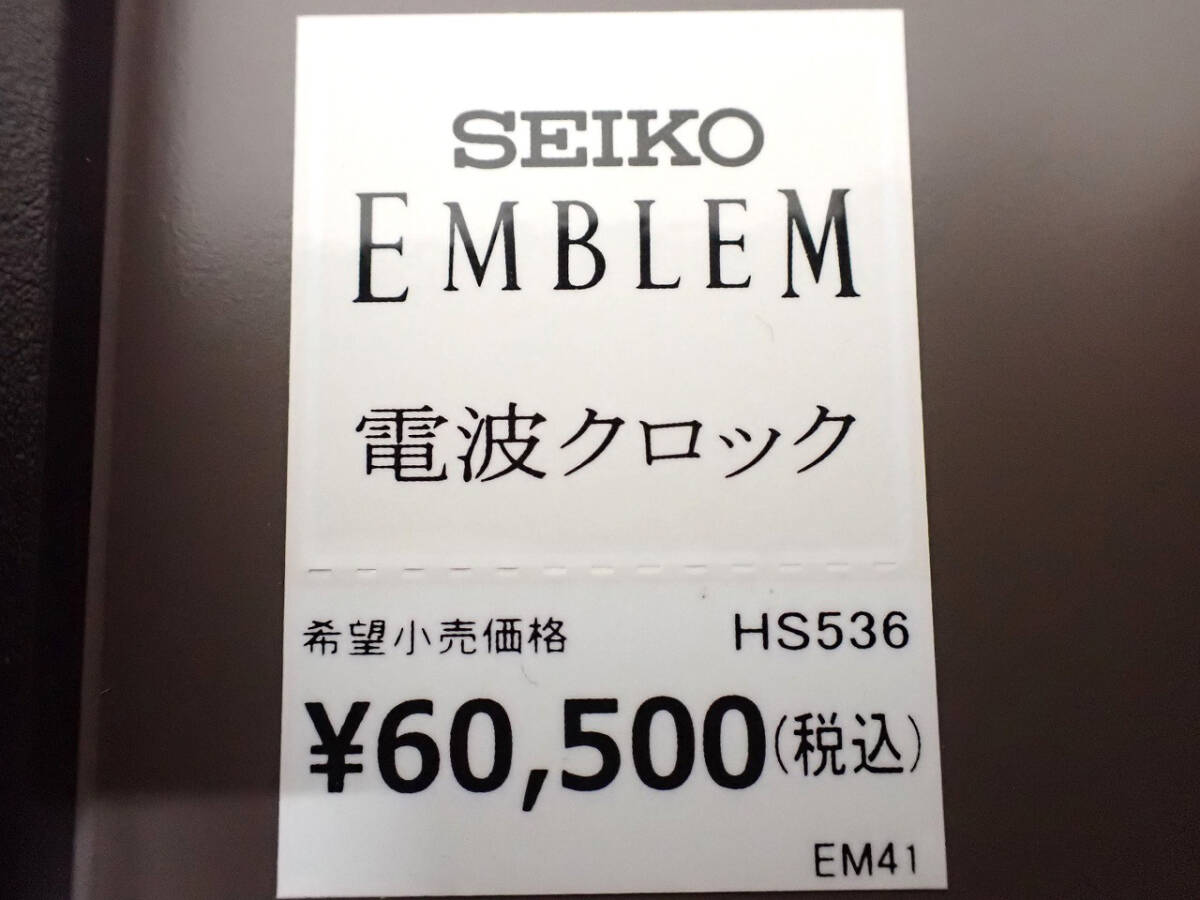 SEIKO
EMBLEM
電波クロック
希望小売価格 HS536
¥60,500(税込)
EM41